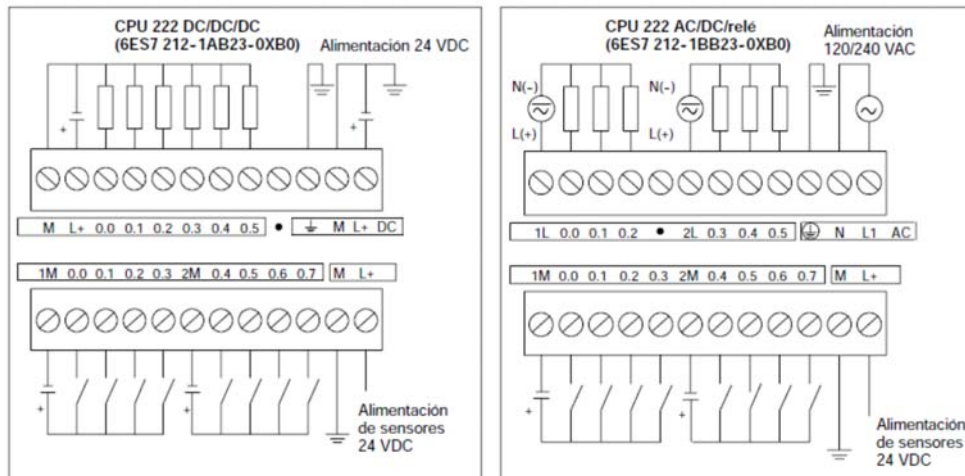 CPU 222 DC/DC/DC
(6ES7 212-1AB23-0XB0)
Alimentación 24 VDC
+
+
M L+ 0.0 0.1 0.2 0.3 0.4 0.5 • ⏚ M L+ DC
1M 0.0 0.1 0.2 0.3 2M 0.4 0.5 0.6 0.7 M L+
+
+
Alimentación
de sensores
24 VDC
CPU 222 AC/DC/relé
(6ES7 212-1BB23-0XB0)
Alimentación
120/240 VAC
N(-)
L(+)
N(-)
L(+)
1L 0.0 0.1 0.2 • 2L 0.3 0.4 0.5 ⏚ N L1 AC
1M 0.0 0.1 0.2 0.3 2M 0.4 0.5 0.6 0.7 M L+
+
+
Alimentación
de sensores
24 VDC